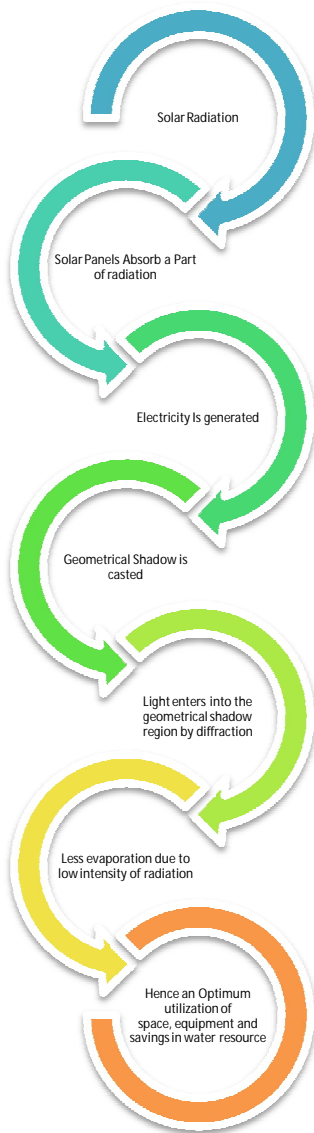 Solar Radiation
Solar Panels Absorb a Part
of radiation
Electricity Is generated
Geometrical Shadow is
casted
Light enters into the
geometrical shadow
region by diffraction
Less evaporation due to
low intensity of radiation
Hence an Optimum
utilization of
space, equipment and
savings in water resource